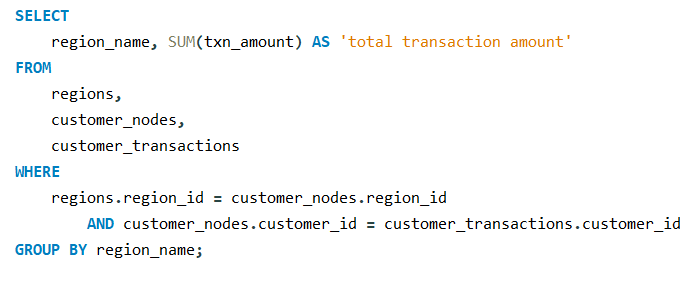 SELECT
region_name, SUM(txn_amount) AS 'total transaction amount'
FROM
regions,
customer_nodes,
customer_transactions
WHERE
regions.region_id = customer_nodes.region_id
AND customer_nodes.customer_id = customer_transactions.customer_id
GROUP BY region_name;